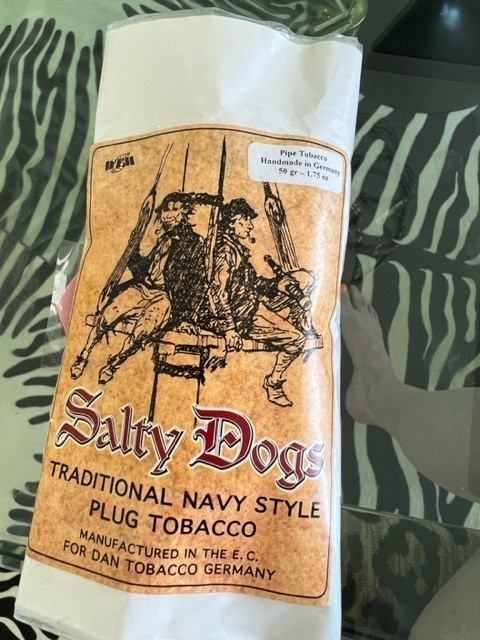 DTM
Pipe Tobacco
Handmade in Germany
50 gr – 1,75 oz
Salty Dogs
TRADITIONAL NAVY STYLE
PLUG TOBACCO
MANUFACTURED IN THE E.C.
FOR DAN TOBACCO GERMANY